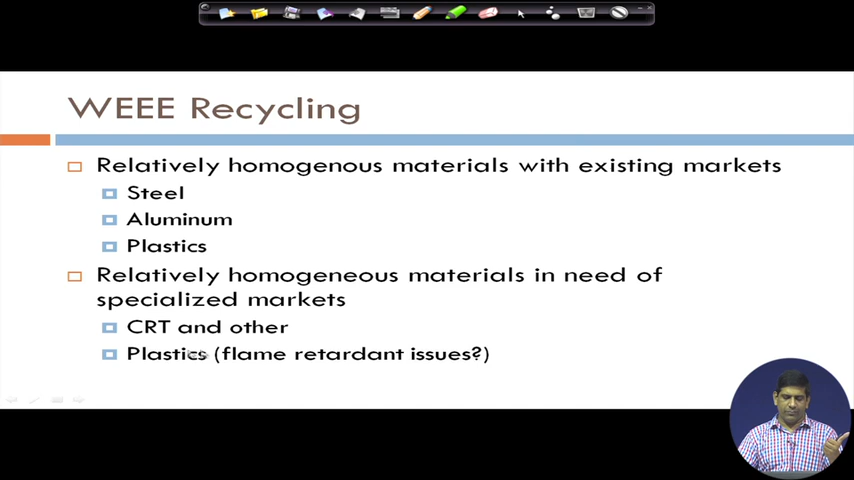 WEEE Recycling
Relatively homogenous materials with existing markets
Steel
Aluminum
Plastics
Relatively homogeneous materials in need of
specialized markets
CRT and other
Plastics (flame retardant issues?)